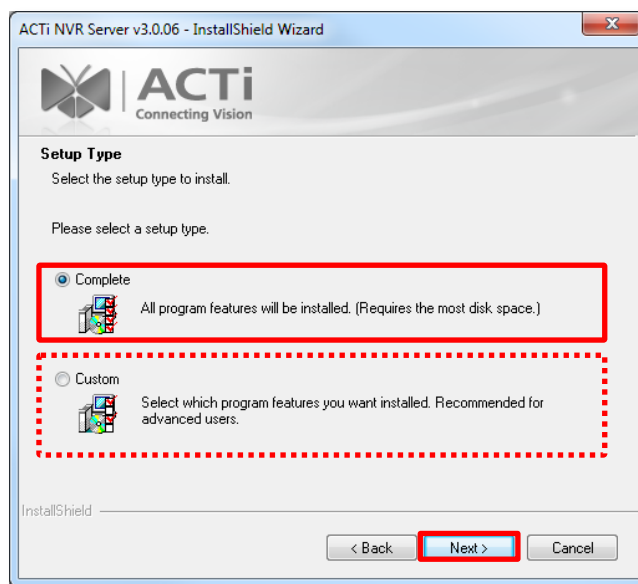 ACTi NVR Server v3.0.06 - InstallShield Wizard
ACTi
Connecting Vision
Setup Type
Select the setup type to install.
Please select a setup type.
Complete
All program features will be installed. (Requires the most disk space.)
Custom
Select which program features you want installed. Recommended for
advanced users.
InstallShield
< Back
Next >
Cancel